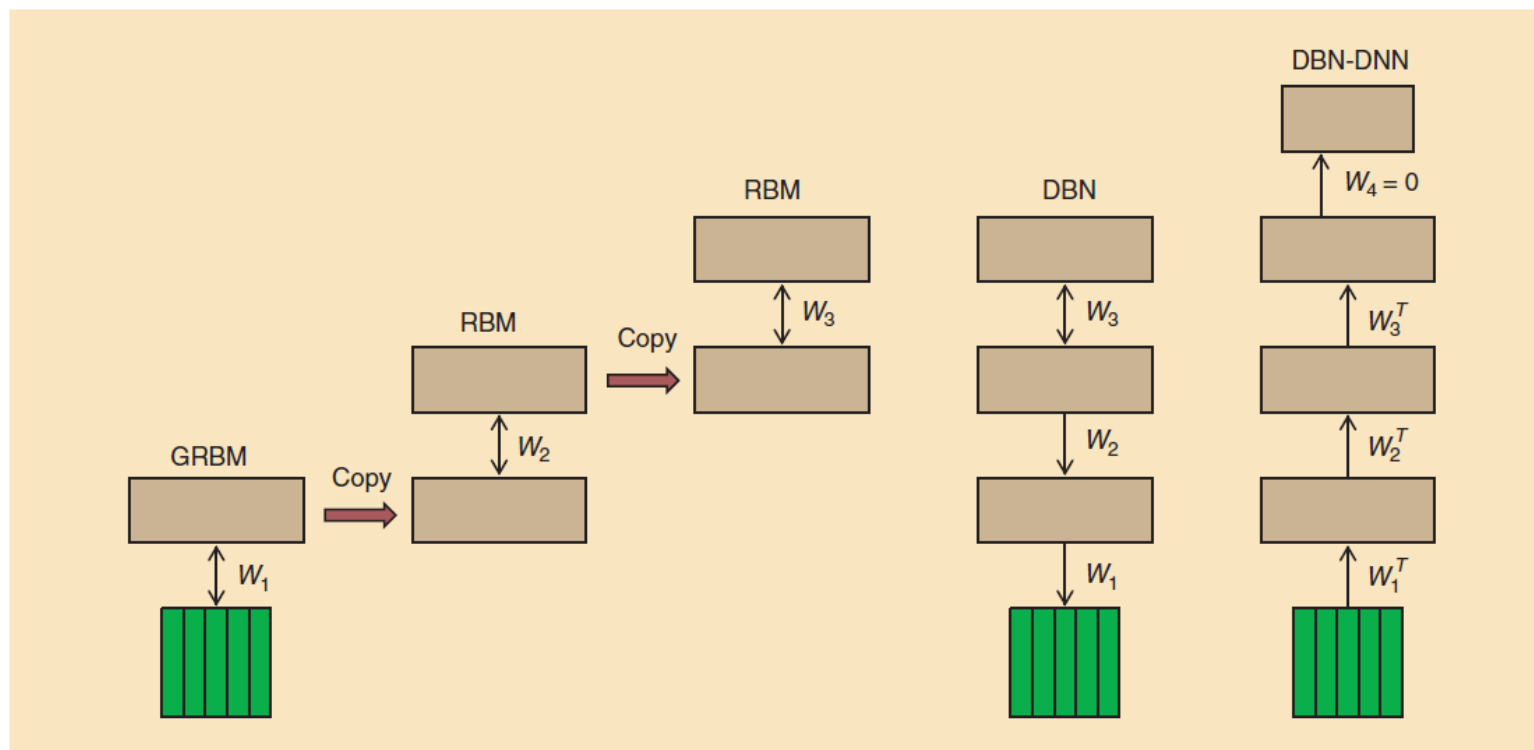 DBN-DNN
W₄ = 0
RBM
DBN
W₃
W₃
W₃ᵀ
RBM
Copy
W₂
W₂
W₂ᵀ
GRBM
Copy
W₁
W₁
W₁ᵀ